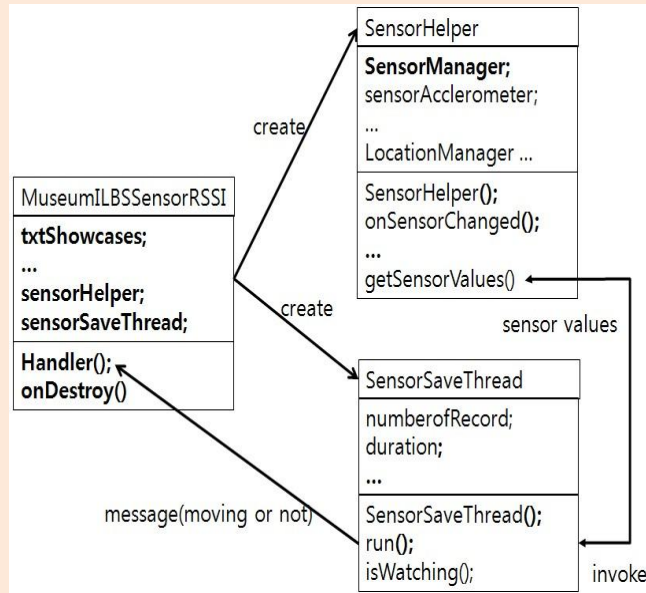 SensorHelper
SensorManager;
sensorAcclerometer;
...
LocationManager ...
SensorHelper();
onSensorChanged();
...
getSensorValues()
create
MuseumILBSSensorRSSI
txtShowcases;
...
sensorHelper;
sensorSaveThread;
Handler();
onDestroy()
create
sensor values
SensorSaveThread
numberofRecord;
duration;
...
SensorSaveThread();
run();
isWatching();
message(moving or not)
invoke